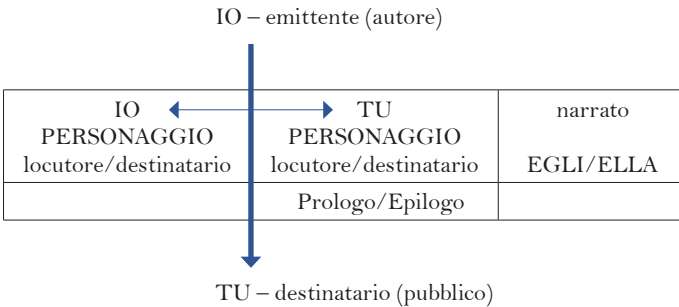 IO – emittente (autore)
IO TU narrato
PERSONAGGIO PERSONAGGIO
locutore/destinatario locutore/destinatario EGLI/ELLA
Prologo/Epilogo
TU – destinatario (pubblico)